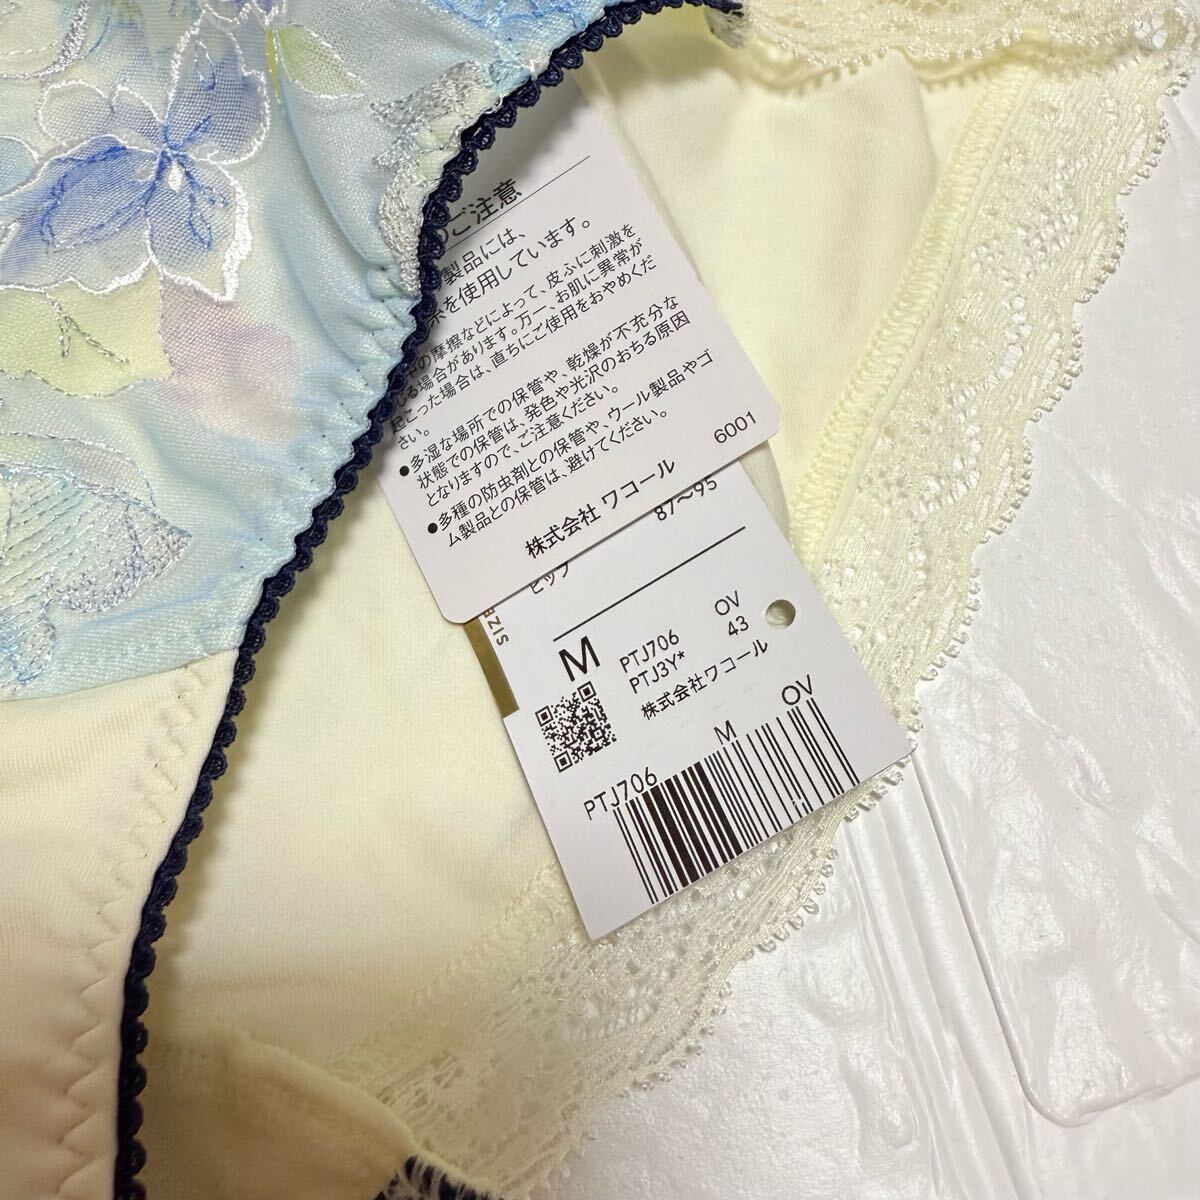 ご注意
製品には、
を使用しています。
の摩擦などによって、皮ふに刺激を
じる場合があります。万一、お肌に異常が
起こった場合は、直ちにご使用をおやめくだ
さい。
●多湿な場所での保管や、乾燥が不充分な
状態での保管は、発色や光沢のおちる原因
となりますので、ご注意ください。
●多種の防虫剤との保管や、ウール製品やゴ
ム製品との保管は、避けてください。
6001
株式会社 ワコール
87〜95
ヒップ
SIZE
M
PTJ706 OV
PTJ3Y* 43
株式会社ワコール
PTJ706 M OV